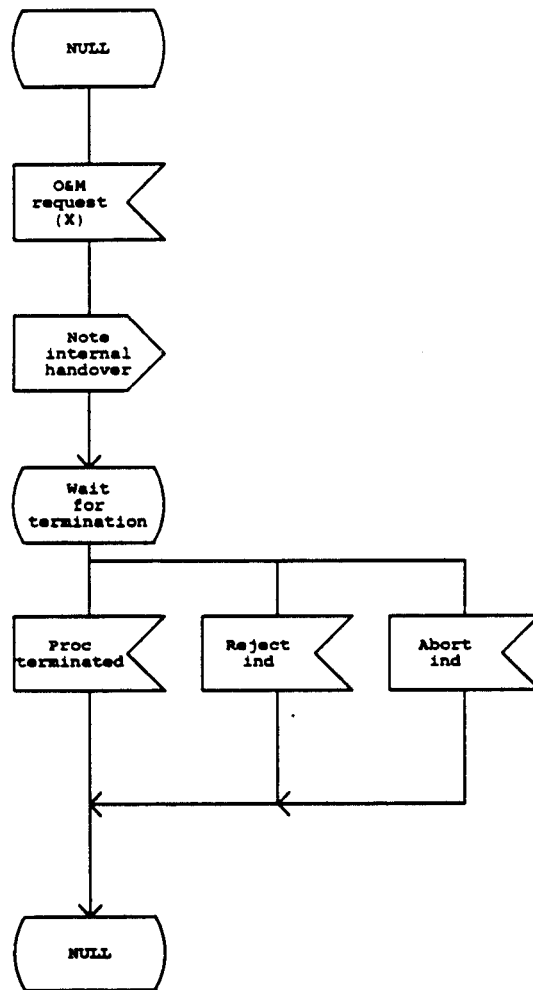 NULL
O&M
request
(X)
Note
internal
handover
Wait
for
termination
Proc
terminated
Reject
ind
Abort
ind
NULL